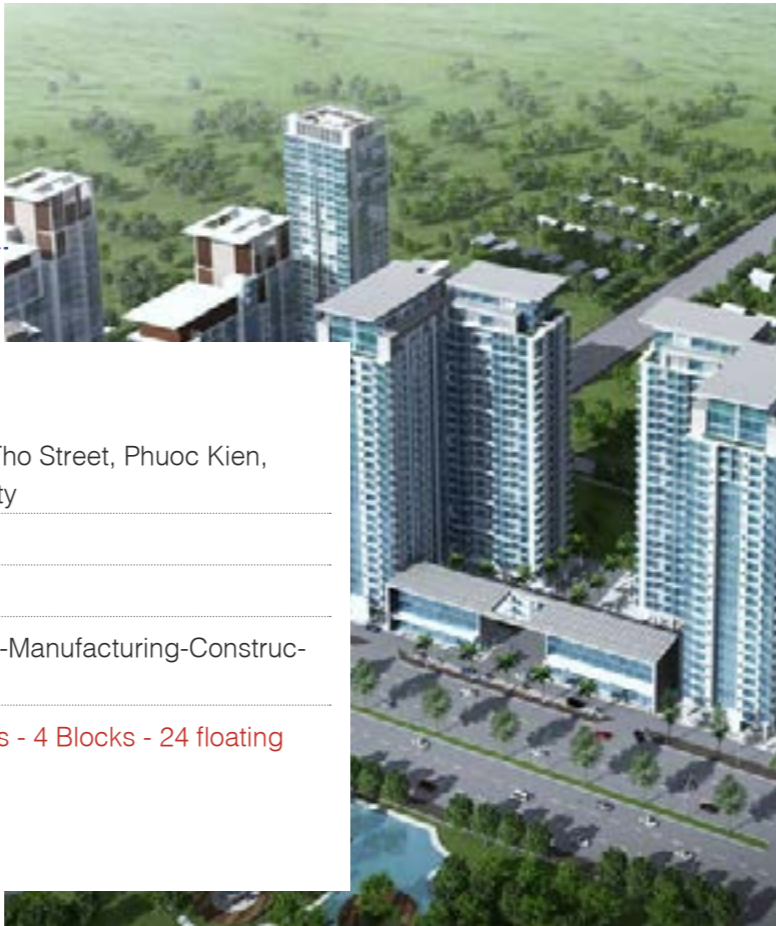 Tho Street, Phuoc Kien,
ty
-Manufacturing-Construc-
s - 4 Blocks - 24 floating